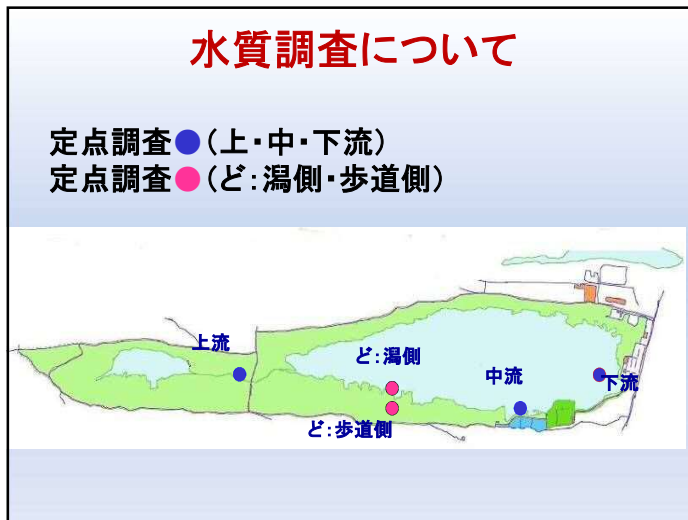 水質調査について
定点調査●(上・中・下流)
定点調査●(ど:潟側・歩道側)
上流
ど:潟側
中流
下流
ど:歩道側